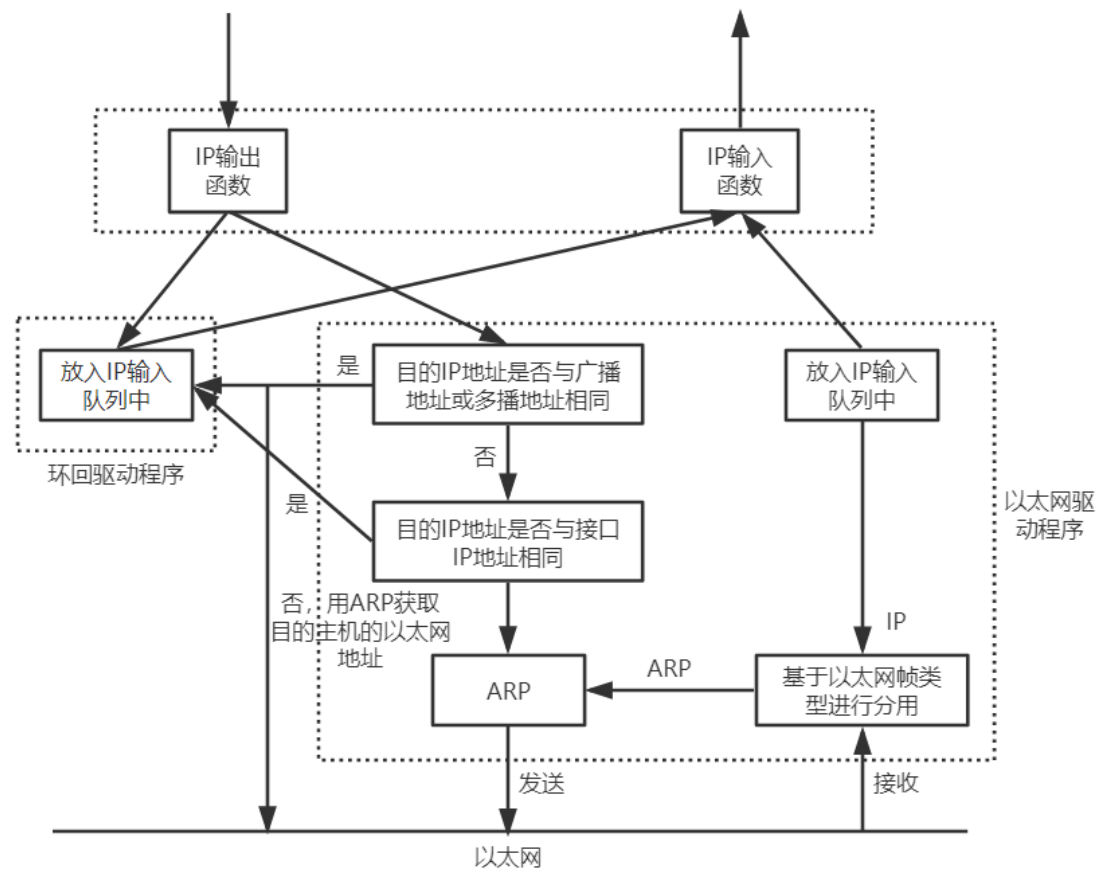 IP输出
函数
IP输入
函数
放入IP输入
队列中
环回驱动程序
是
目的IP地址是否与广播
地址或多播地址相同
放入IP输入
队列中
否
是
目的IP地址是否与接口
IP地址相同
以太网驱
动程序
否，用ARP获取
目的主机的以太网
地址
IP
ARP
ARP
基于以太网帧类
型进行分用
发送
接收
以太网